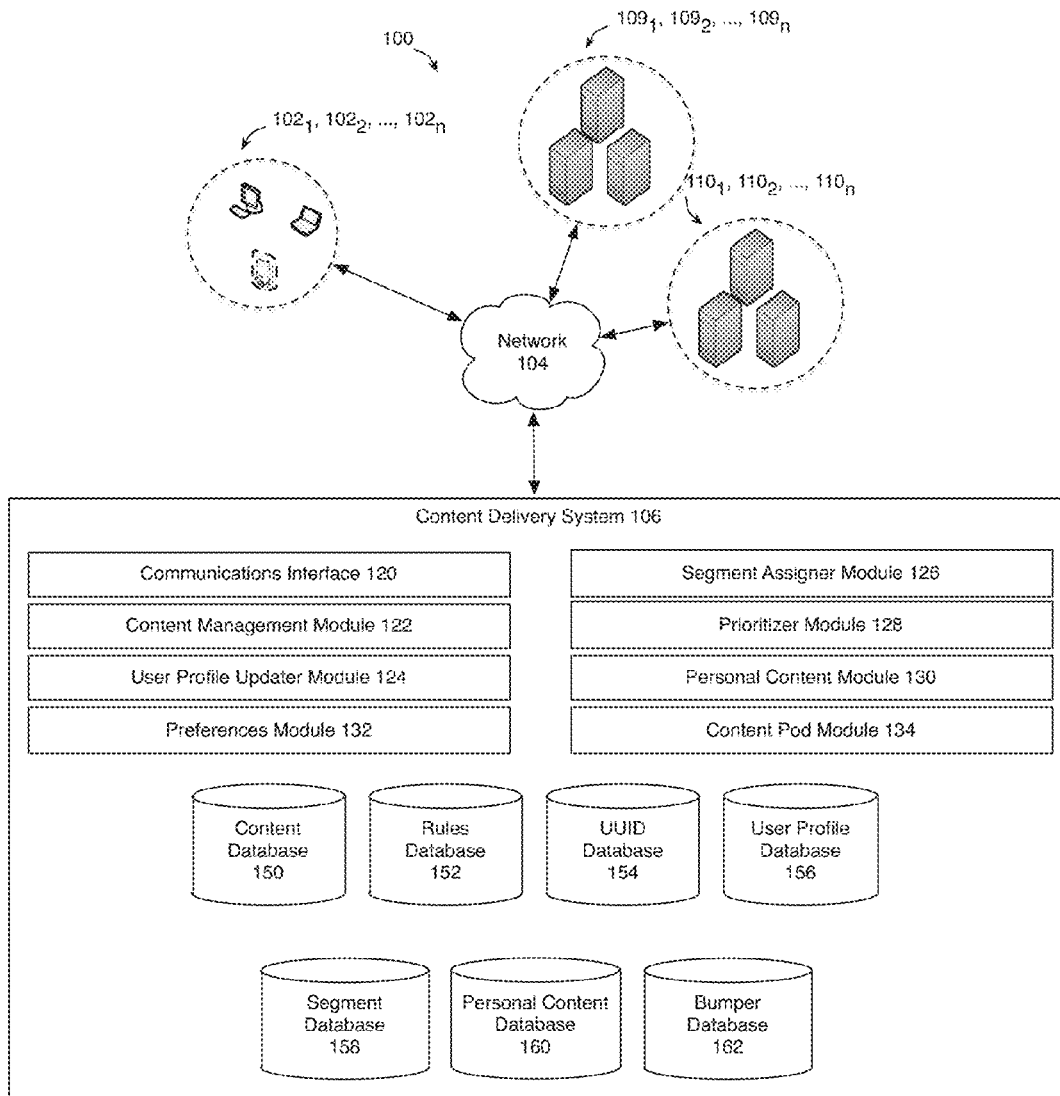 109₁, 109₂, ..., 109ₙ
100
102₁, 102₂, ..., 102ₙ
110₁, 110₂, ..., 110ₙ
Network
104
Content Delivery System 106
Communications Interface 120
Segment Assigner Module 126
Content Management Module 122
Prioritizer Module 128
User Profile Updater Module 124
Personal Content Module 130
Preferences Module 132
Content Pod Module 134
Content
Database
150
Rules
Database
152
UUID
Database
154
User Profile
Database
156
Segment
Database
158
Personal Content
Database
160
Bumper
Database
162